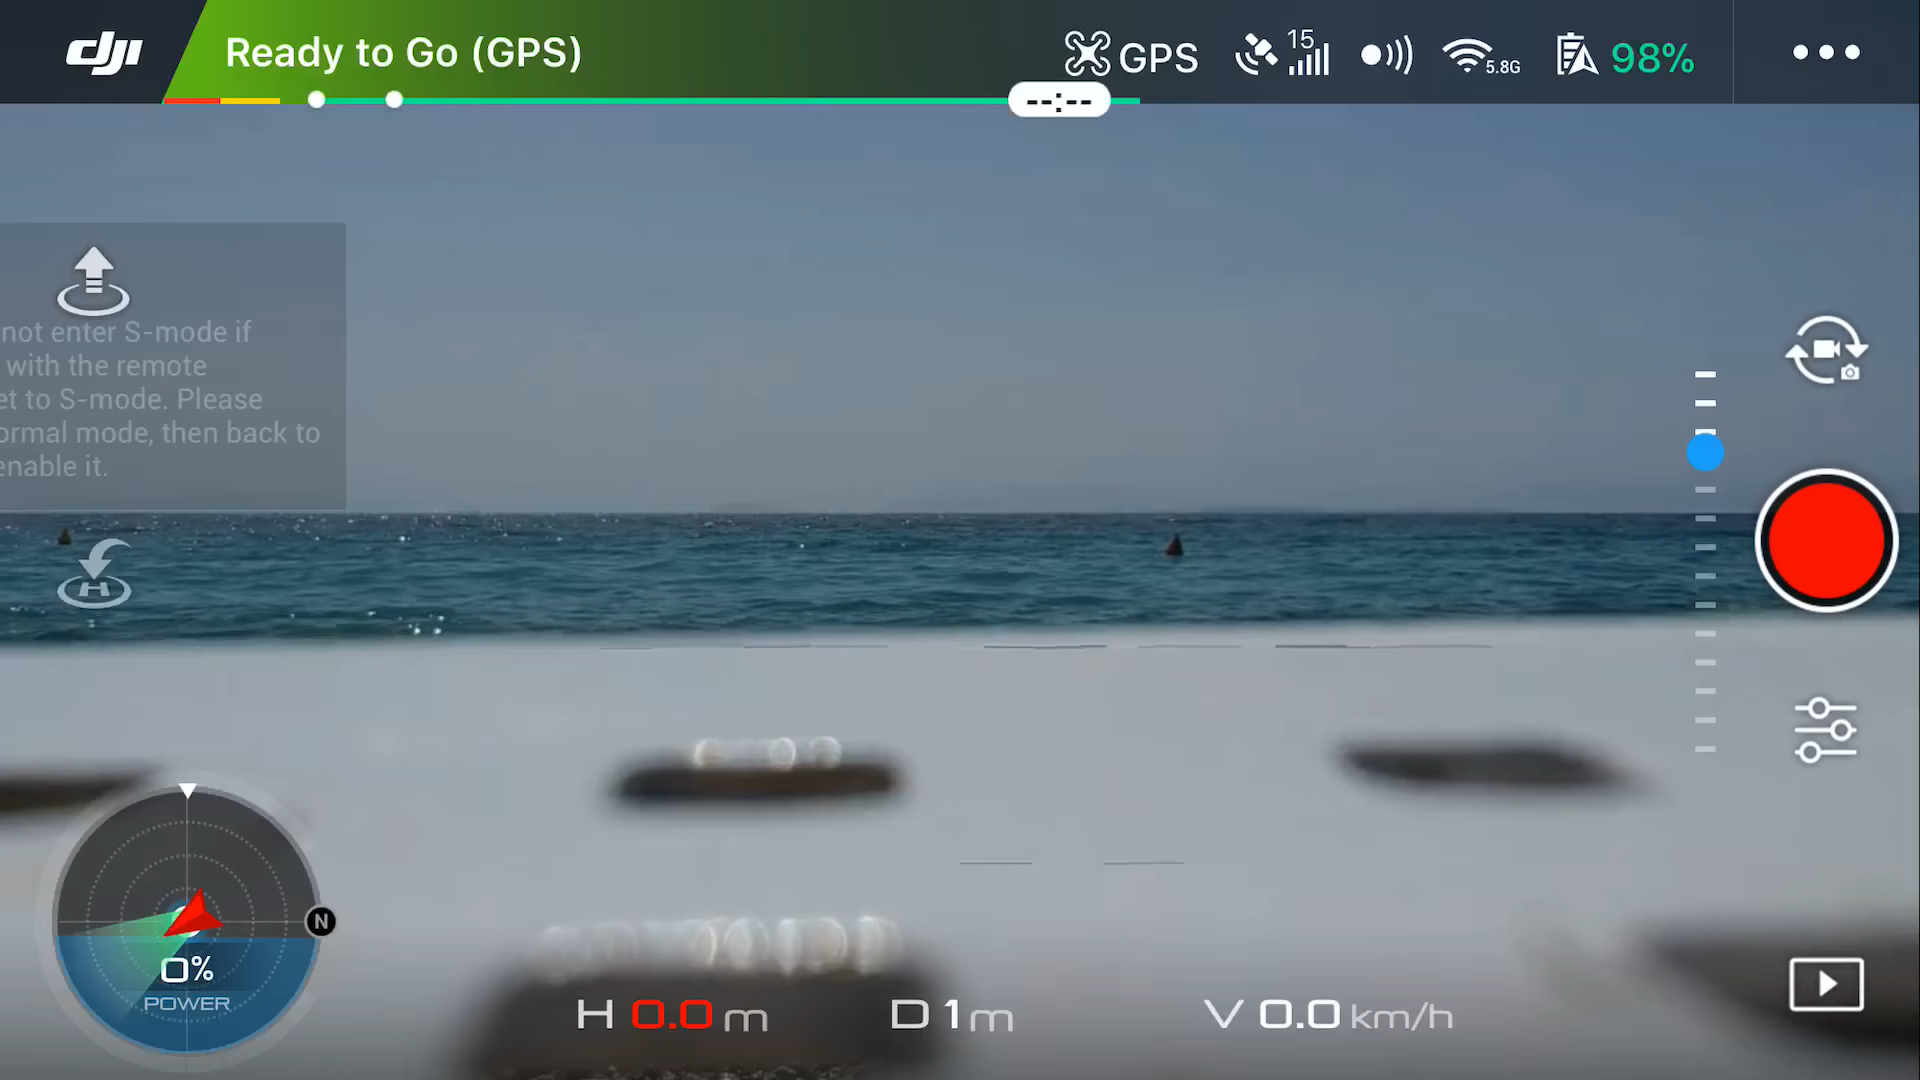 dji
Ready to Go (GPS)
GPS
15
5.8G
98%
--:--
not enter S-mode if
with the remote
et to S-mode. Please
ormal mode, then back to
enable it.
N
0%
POWER
H 0.0 m
D 1 m
V 0.0 km/h